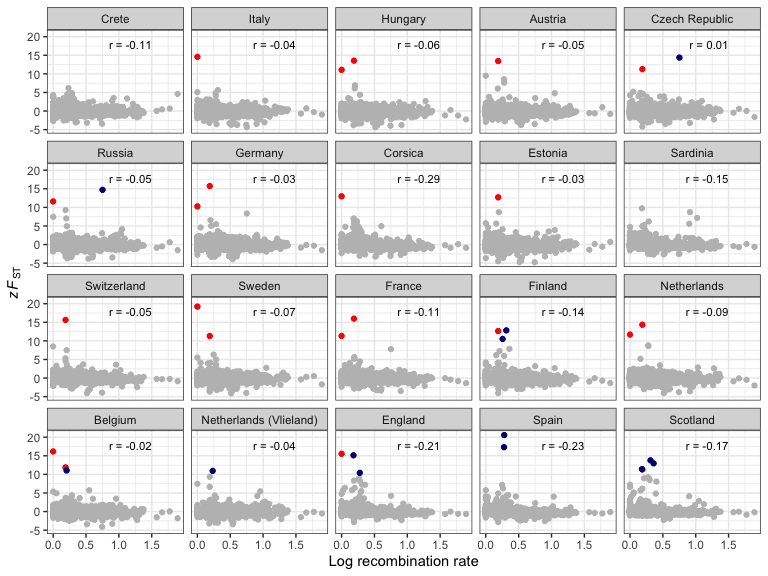 Crete Italy Hungary Austria Czech Republic
20 r = -0.11 r = -0.04 r = -0.06 r = -0.05 r = 0.01
15
10
5
0
-5
Russia Germany Corsica Estonia Sardinia
20 r = -0.05 r = -0.03 r = -0.29 r = -0.03 r = -0.15
15
10
5
0
-5
zFST
Switzerland Sweden France Finland Netherlands
20 r = -0.05 r = -0.07 r = -0.11 r = -0.14 r = -0.09
15
10
5
0
-5
Belgium Netherlands (Vlieland) England Spain Scotland
20 r = -0.02 r = -0.04 r = -0.21 r = -0.23 r = -0.17
15
10
5
0
-5
0.0 0.5 1.0 1.5 0.0 0.5 1.0 1.5 0.0 0.5 1.0 1.5 0.0 0.5 1.0 1.5 0.0 0.5 1.0 1.5
Log recombination rate